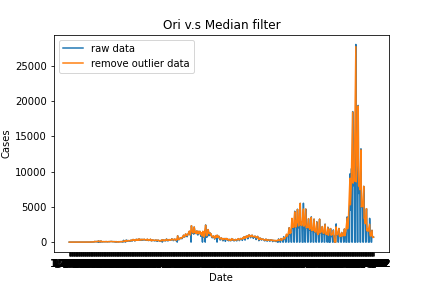 Ori v.s Median filter
raw data
remove outlier data
25000
20000
15000
10000
5000
0
Cases
Date